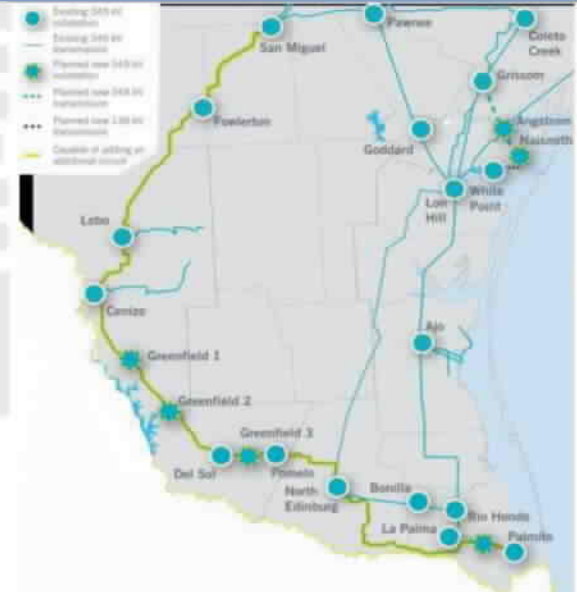 Existing 345-kV
substation
Existing 345-kV
transmission
Planned new 345-kV
substation
Planned new 345-kV
transmission
Planned new 138-kV
transmission
Capable of adding an
additional circuit
San Miguel
Pawnee
Coleto
Creek
Fowlerton
Grissom
Angstrom
Naismith
Goddard
Lon
Hill
White
Point
Lobo
Cenizo
Ajo
Greenfield 1
Greenfield 2
Greenfield 3
Del Sol
Pomelo
North
Edinburg
Bonilla
Rio Hondo
La Palma
Palmito